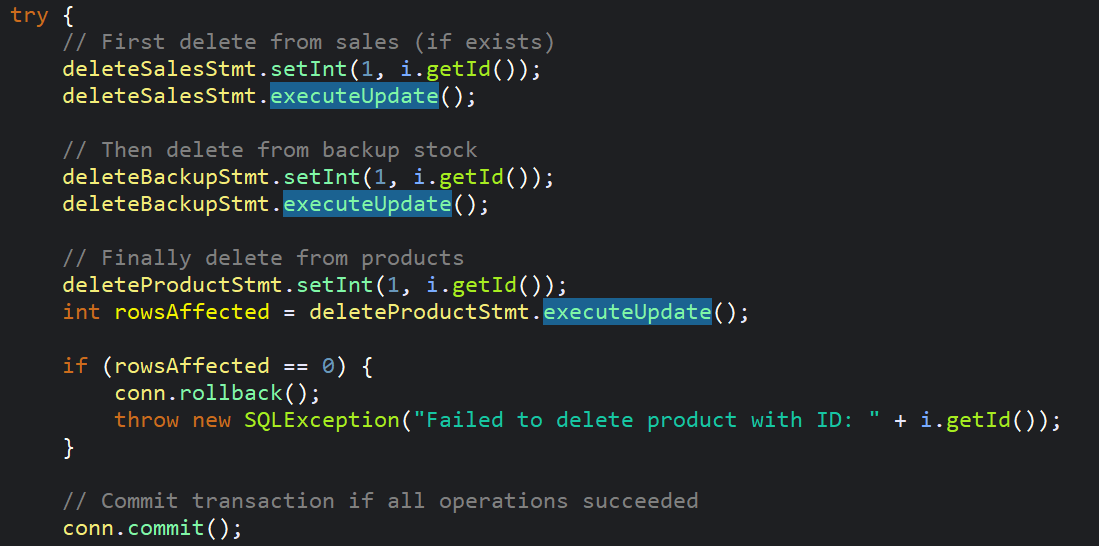 try {
    // First delete from sales (if exists)
    deleteSalesStmt.setInt(1, i.getId());
    deleteSalesStmt.executeUpdate();

    // Then delete from backup stock
    deleteBackupStmt.setInt(1, i.getId());
    deleteBackupStmt.executeUpdate();

    // Finally delete from products
    deleteProductStmt.setInt(1, i.getId());
    int rowsAffected = deleteProductStmt.executeUpdate();

    if (rowsAffected == 0) {
        conn.rollback();
        throw new SQLException("Failed to delete product with ID: " + i.getId());
    }

    // Commit transaction if all operations succeeded
    conn.commit();